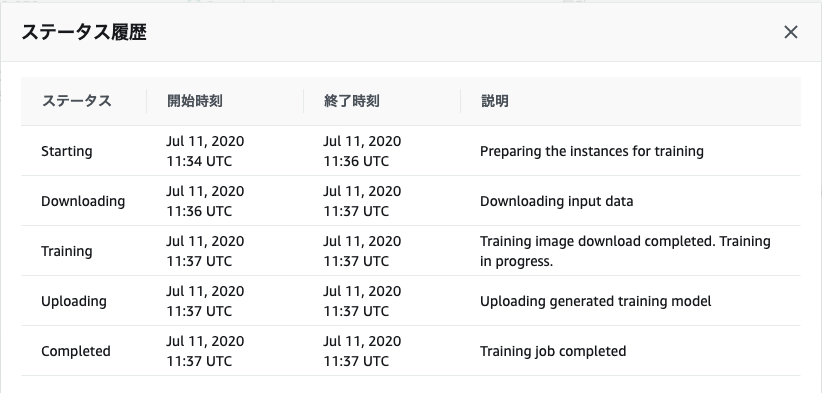 ステータス履歴
ステータス 開始時刻 終了時刻 説明
Starting Jul 11, 2020 11:34 UTC Jul 11, 2020 11:36 UTC Preparing the instances for training
Downloading Jul 11, 2020 11:36 UTC Jul 11, 2020 11:37 UTC Downloading input data
Training Jul 11, 2020 11:37 UTC Jul 11, 2020 11:37 UTC Training image download completed. Training in progress.
Uploading Jul 11, 2020 11:37 UTC Jul 11, 2020 11:37 UTC Uploading generated training model
Completed Jul 11, 2020 11:37 UTC Jul 11, 2020 11:37 UTC Training job completed